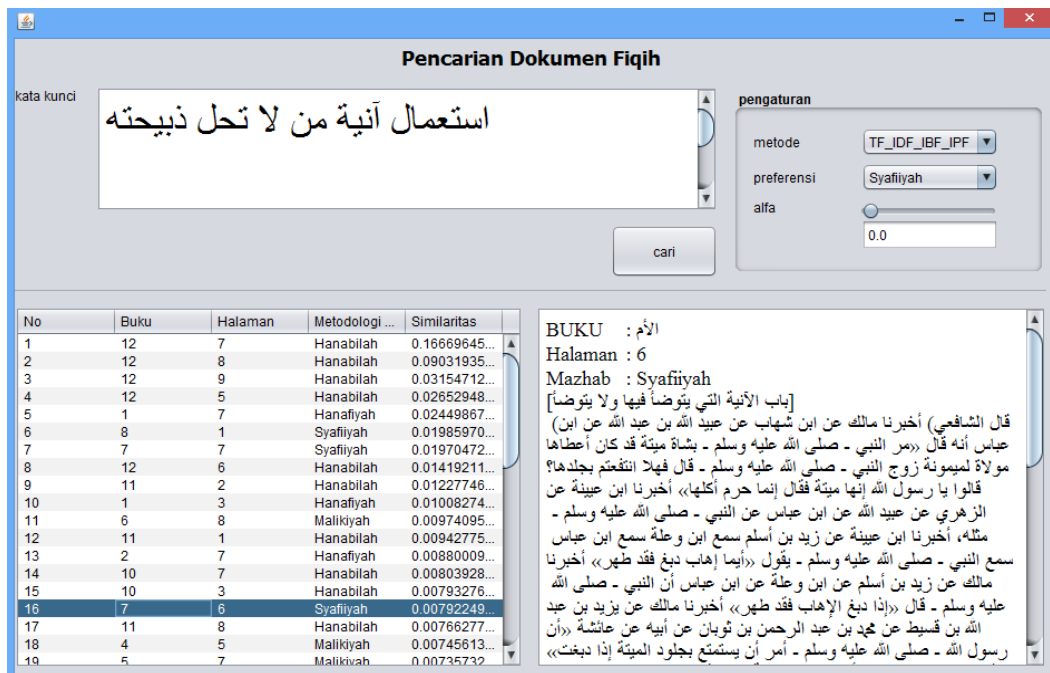 Pencarian Dokumen Fiqih
kata kunci
استعمال آنية من لا تحل ذبيحته
pengaturan
metode TF_IDF_IBF_IPF
preferensi Syafiiyah
alfa
0.0
cari
No Buku Halaman Metodologi ... Similaritas
1 12 7 Hanabilah 0.16669645...
2 12 8 Hanabilah 0.09031935...
3 12 9 Hanabilah 0.03154712...
4 12 5 Hanabilah 0.02652948...
5 1 7 Hanafiyah 0.02449867...
6 8 1 Syafiiyah 0.01985970...
7 7 7 Syafiiyah 0.01970472...
8 12 6 Hanabilah 0.01419211...
9 11 2 Hanabilah 0.01227746...
10 1 3 Hanafiyah 0.01008274...
11 6 8 Malikiyah 0.00974095...
12 11 1 Hanabilah 0.00942775...
13 2 7 Hanafiyah 0.00880009...
14 10 7 Hanabilah 0.00803928...
15 10 3 Hanabilah 0.00793276...
16 7 6 Syafiiyah 0.00792249...
17 11 8 Hanabilah 0.00766277...
18 4 5 Malikiyah 0.00745613...
19 5 7 Malikiyah 0.00735732
BUKU : الأم
Halaman : 6
Mazhab : Syafiiyah
[باب الآنية التي يتوضأ فيها ولا يتوضأ]
قال الشافعي) أخبرنا مالك عن ابن شهاب عن عبيد الله بن عبد الله عن ابن)
عباس أنه قال «مر النبي - صلى الله عليه وسلم - بشاة ميتة قد كان أعطاها
مولاة لميمونة زوج النبي - صلى الله عليه وسلم - قال فهلا انتفعتم بجلدها؟
قالوا يا رسول الله إنها ميتة فقال إنما حرم أكلها» أخبرنا ابن عيينة عن
الزهري عن عبيد الله عن ابن عباس عن النبي - صلى الله عليه وسلم -
مثله، أخبرنا ابن عيينة عن زيد بن أسلم سمع ابن وعلة سمع ابن عباس
سمع النبي - صلى الله عليه وسلم - يقول «أيما إهاب دبغ فقد طهر» أخبرنا
مالك عن زيد بن أسلم عن ابن وعلة عن ابن عباس أن النبي - صلى الله
عليه وسلم - قال «إذا دبغ الإهاب فقد طهر» أخبرنا مالك عن يزيد بن عبد
الله بن قسيط عن محمد بن عبد الرحمن بن ثوبان عن أبيه عن عائشة «أن
رسول الله - صلى الله عليه وسلم - أمر أن يستمتع بجلود الميتة إذا دبغت»